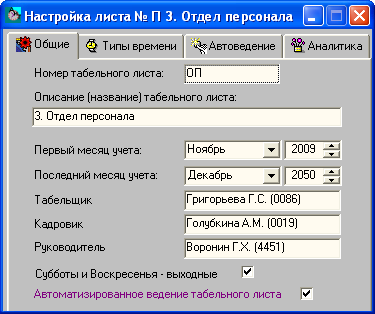 Настройка листа № П 3. Отдел персонала
Общие Типы времени Автоведение Аналитика
Номер табельного листа: ОП
Описание (название) табельного листа:
3. Отдел персонала
Первый месяц учета: Ноябрь 2009
Последний месяц учета: Декабрь 2050
Табельщик Григорьева Г.С. (0086)
Кадровик Голубкина А.М. (0019)
Руководитель Воронин Г.Х. (4451)
Субботы и Воскресенья - выходные
Автоматизированное ведение табельного листа